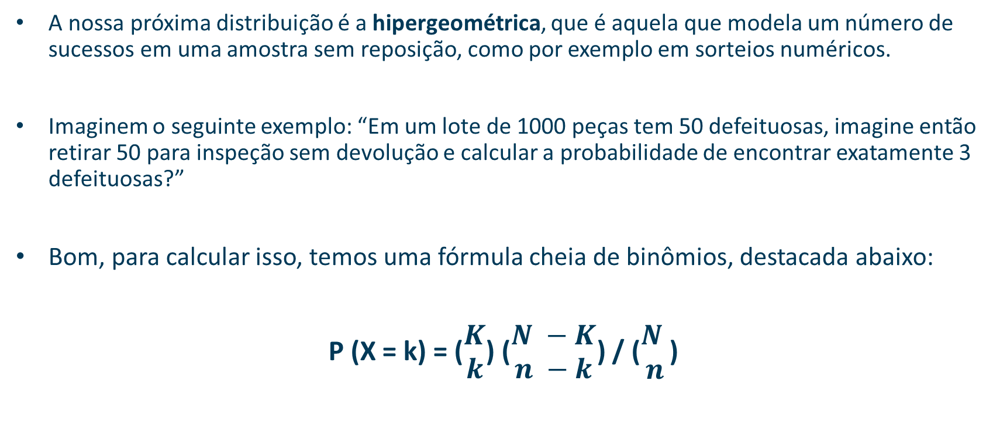 • A nossa próxima distribuição é a hipergeométrica, que é aquela que modela um número de
sucessos em uma amostra sem reposição, como por exemplo em sorteios numéricos.
• Imaginem o seguinte exemplo: “Em um lote de 1000 peças tem 50 defeituosas, imagine então
retirar 50 para inspeção sem devolução e calcular a probabilidade de encontrar exatamente 3
defeituosas?”
• Bom, para calcular isso, temos uma fórmula cheia de binômios, destacada abaixo:
P (X = k) = (K k) (N − K n − k) / (N n)